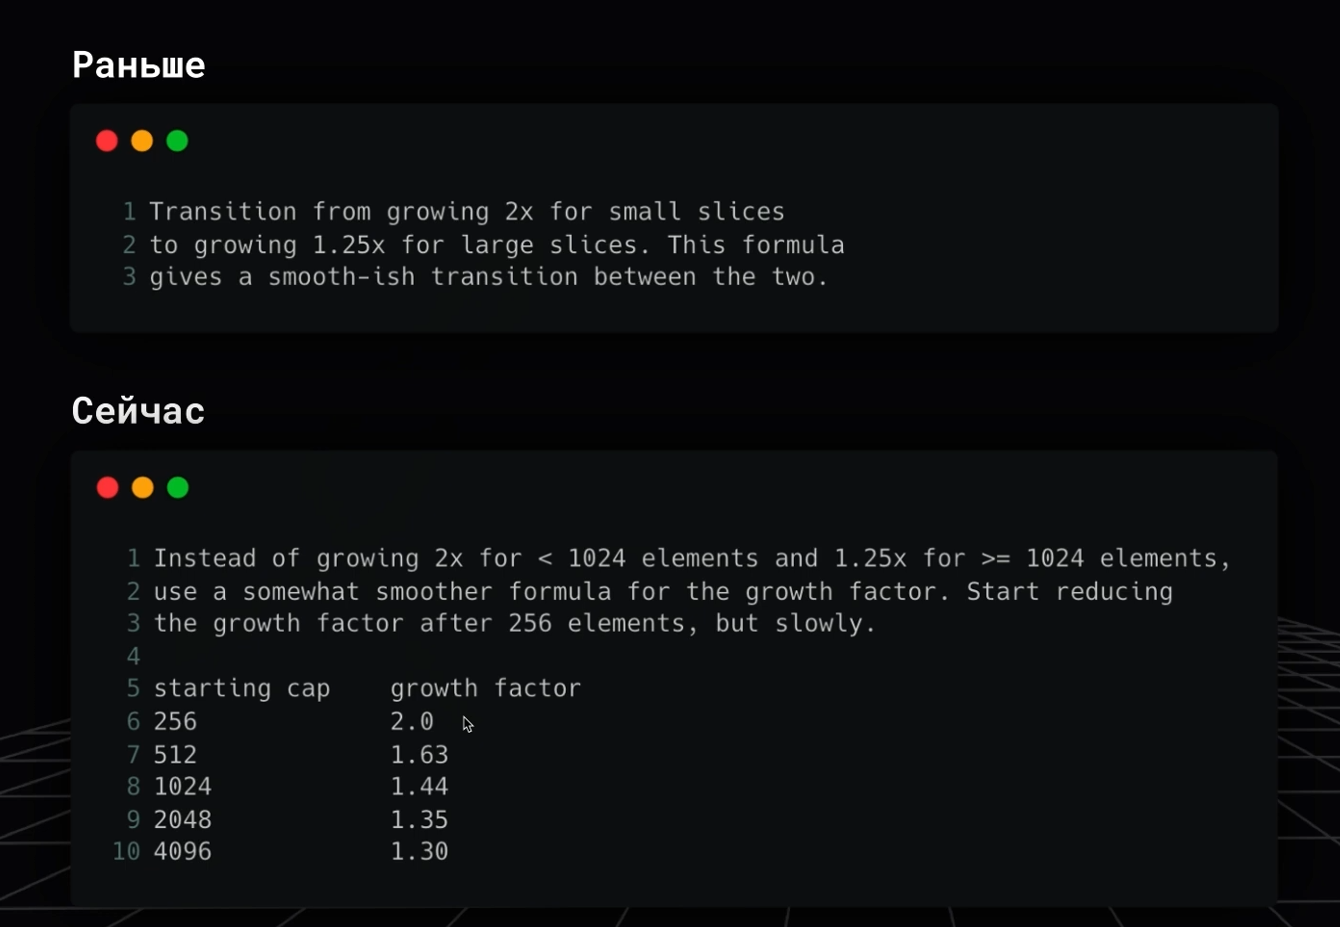 Раньше
1 Transition from growing 2x for small slices
2 to growing 1.25x for large slices. This formula
3 gives a smooth-ish transition between the two.
Сейчас
1 Instead of growing 2x for < 1024 elements and 1.25x for >= 1024 elements,
2 use a somewhat smoother formula for the growth factor. Start reducing
3 the growth factor after 256 elements, but slowly.
4
5 starting cap growth factor
6 256 2.0
7 512 1.63
8 1024 1.44
9 2048 1.35
10 4096 1.30